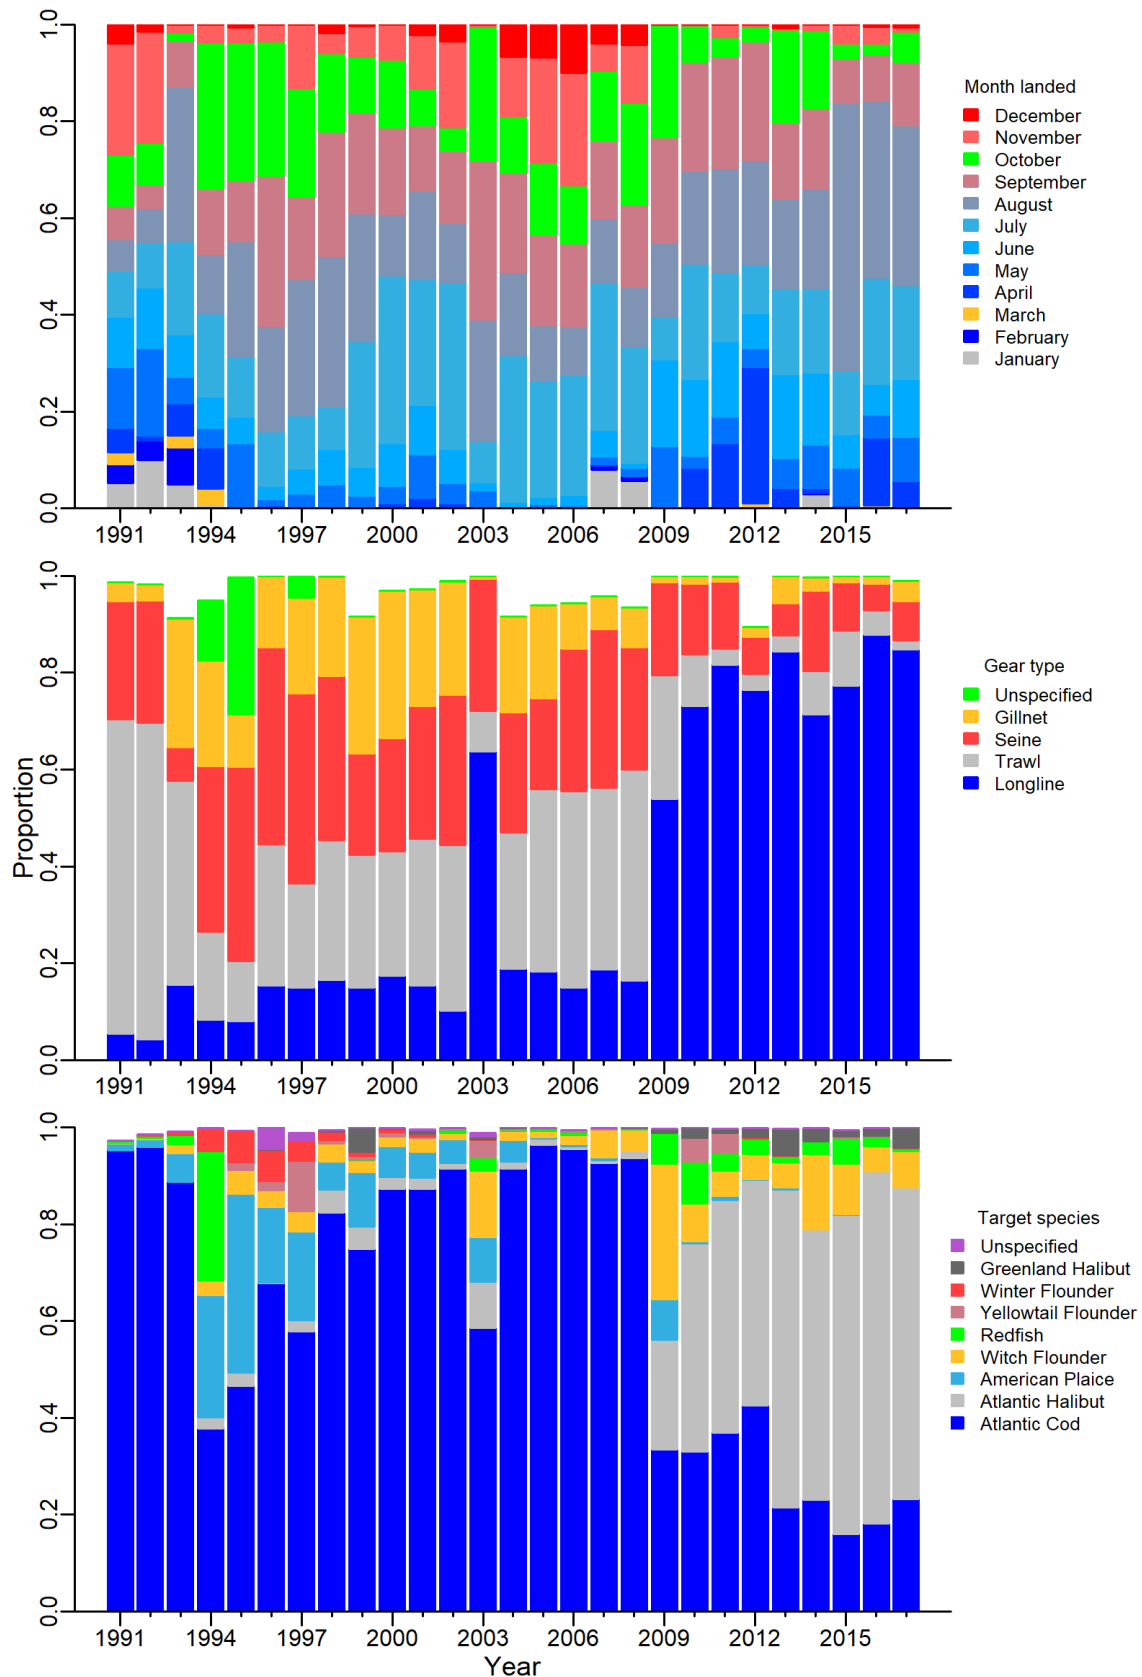 1.0
0.8
0.6
0.4
0.2
0.0
1991 1994 1997 2000 2003 2006 2009 2012 2015
Month landed
December
November
October
September
August
July
June
May
April
March
February
January
1.0
0.8
0.6
0.4
0.2
0.0
Proportion
1991 1994 1997 2000 2003 2006 2009 2012 2015
Gear type
Unspecified
Gillnet
Seine
Trawl
Longline
1.0
0.8
0.6
0.4
0.2
0.0
1991 1994 1997 2000 2003 2006 2009 2012 2015
Year
Target species
Unspecified
Greenland Halibut
Winter Flounder
Yellowtail Flounder
Redfish
Witch Flounder
American Plaice
Atlantic Halibut
Atlantic Cod